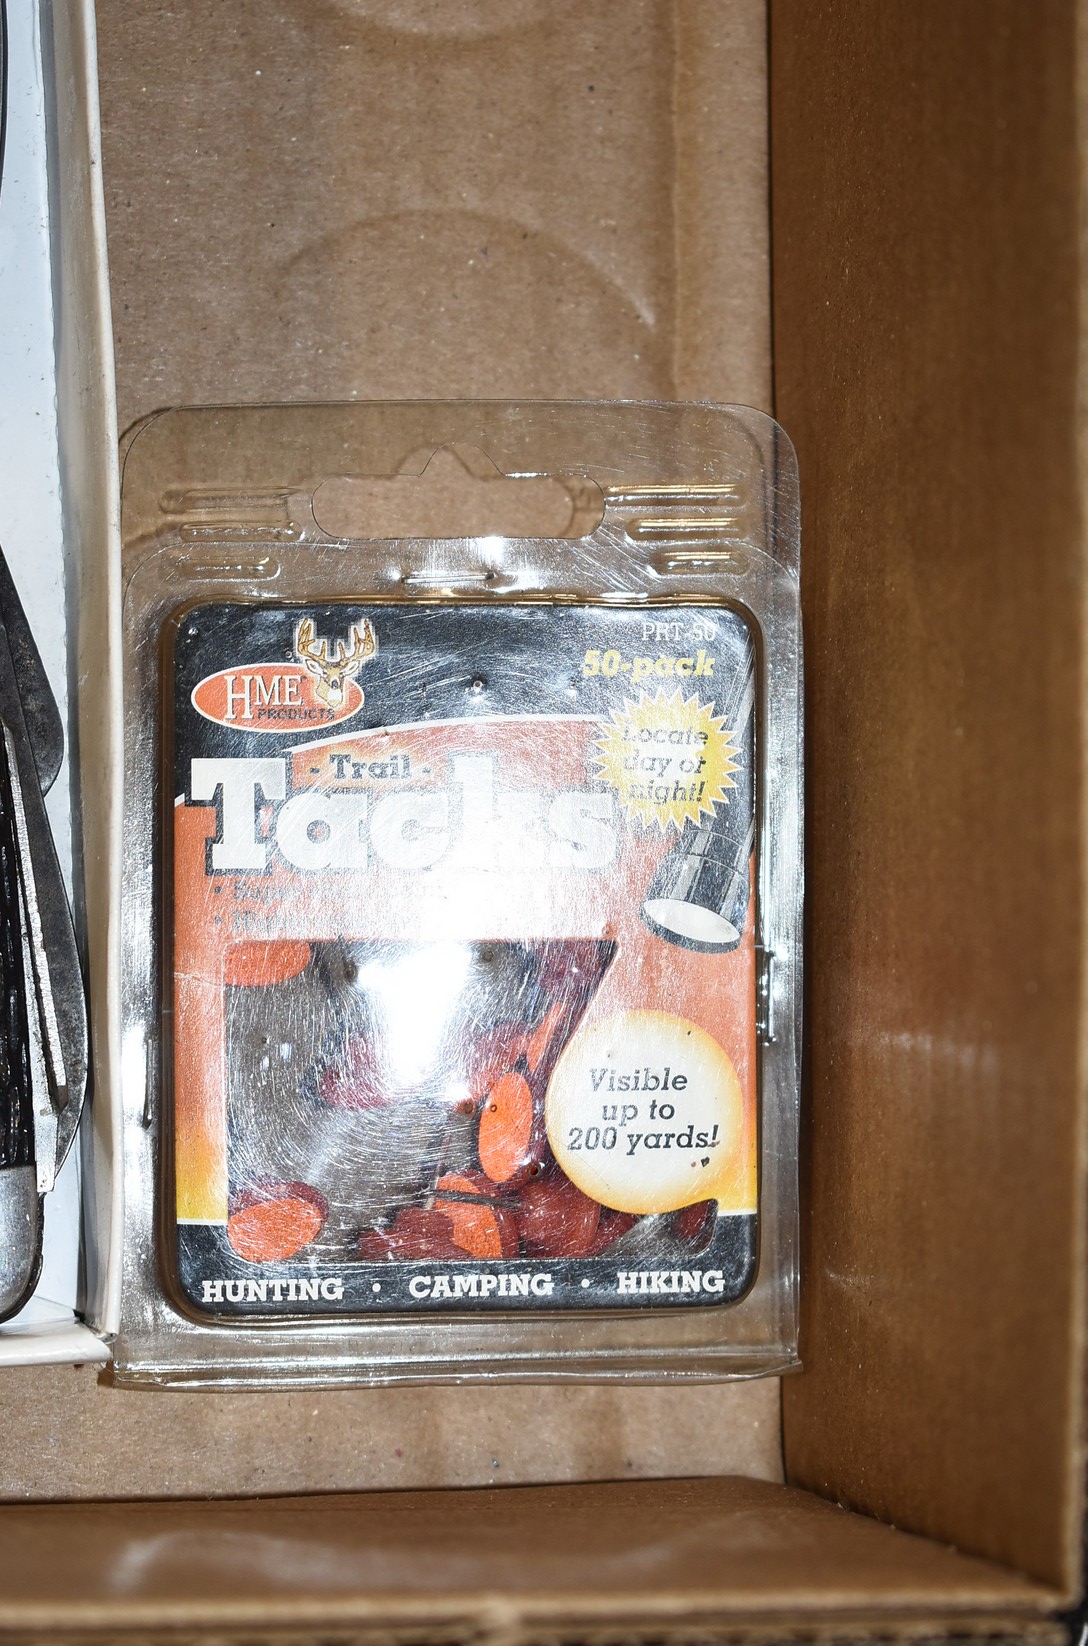 PRT-50
50-pack
HME
PRODUCTS
Locate
day or
night!
- Trail -
Tacks
Visible
up to
200 yards!
HUNTING • CAMPING • HIKING